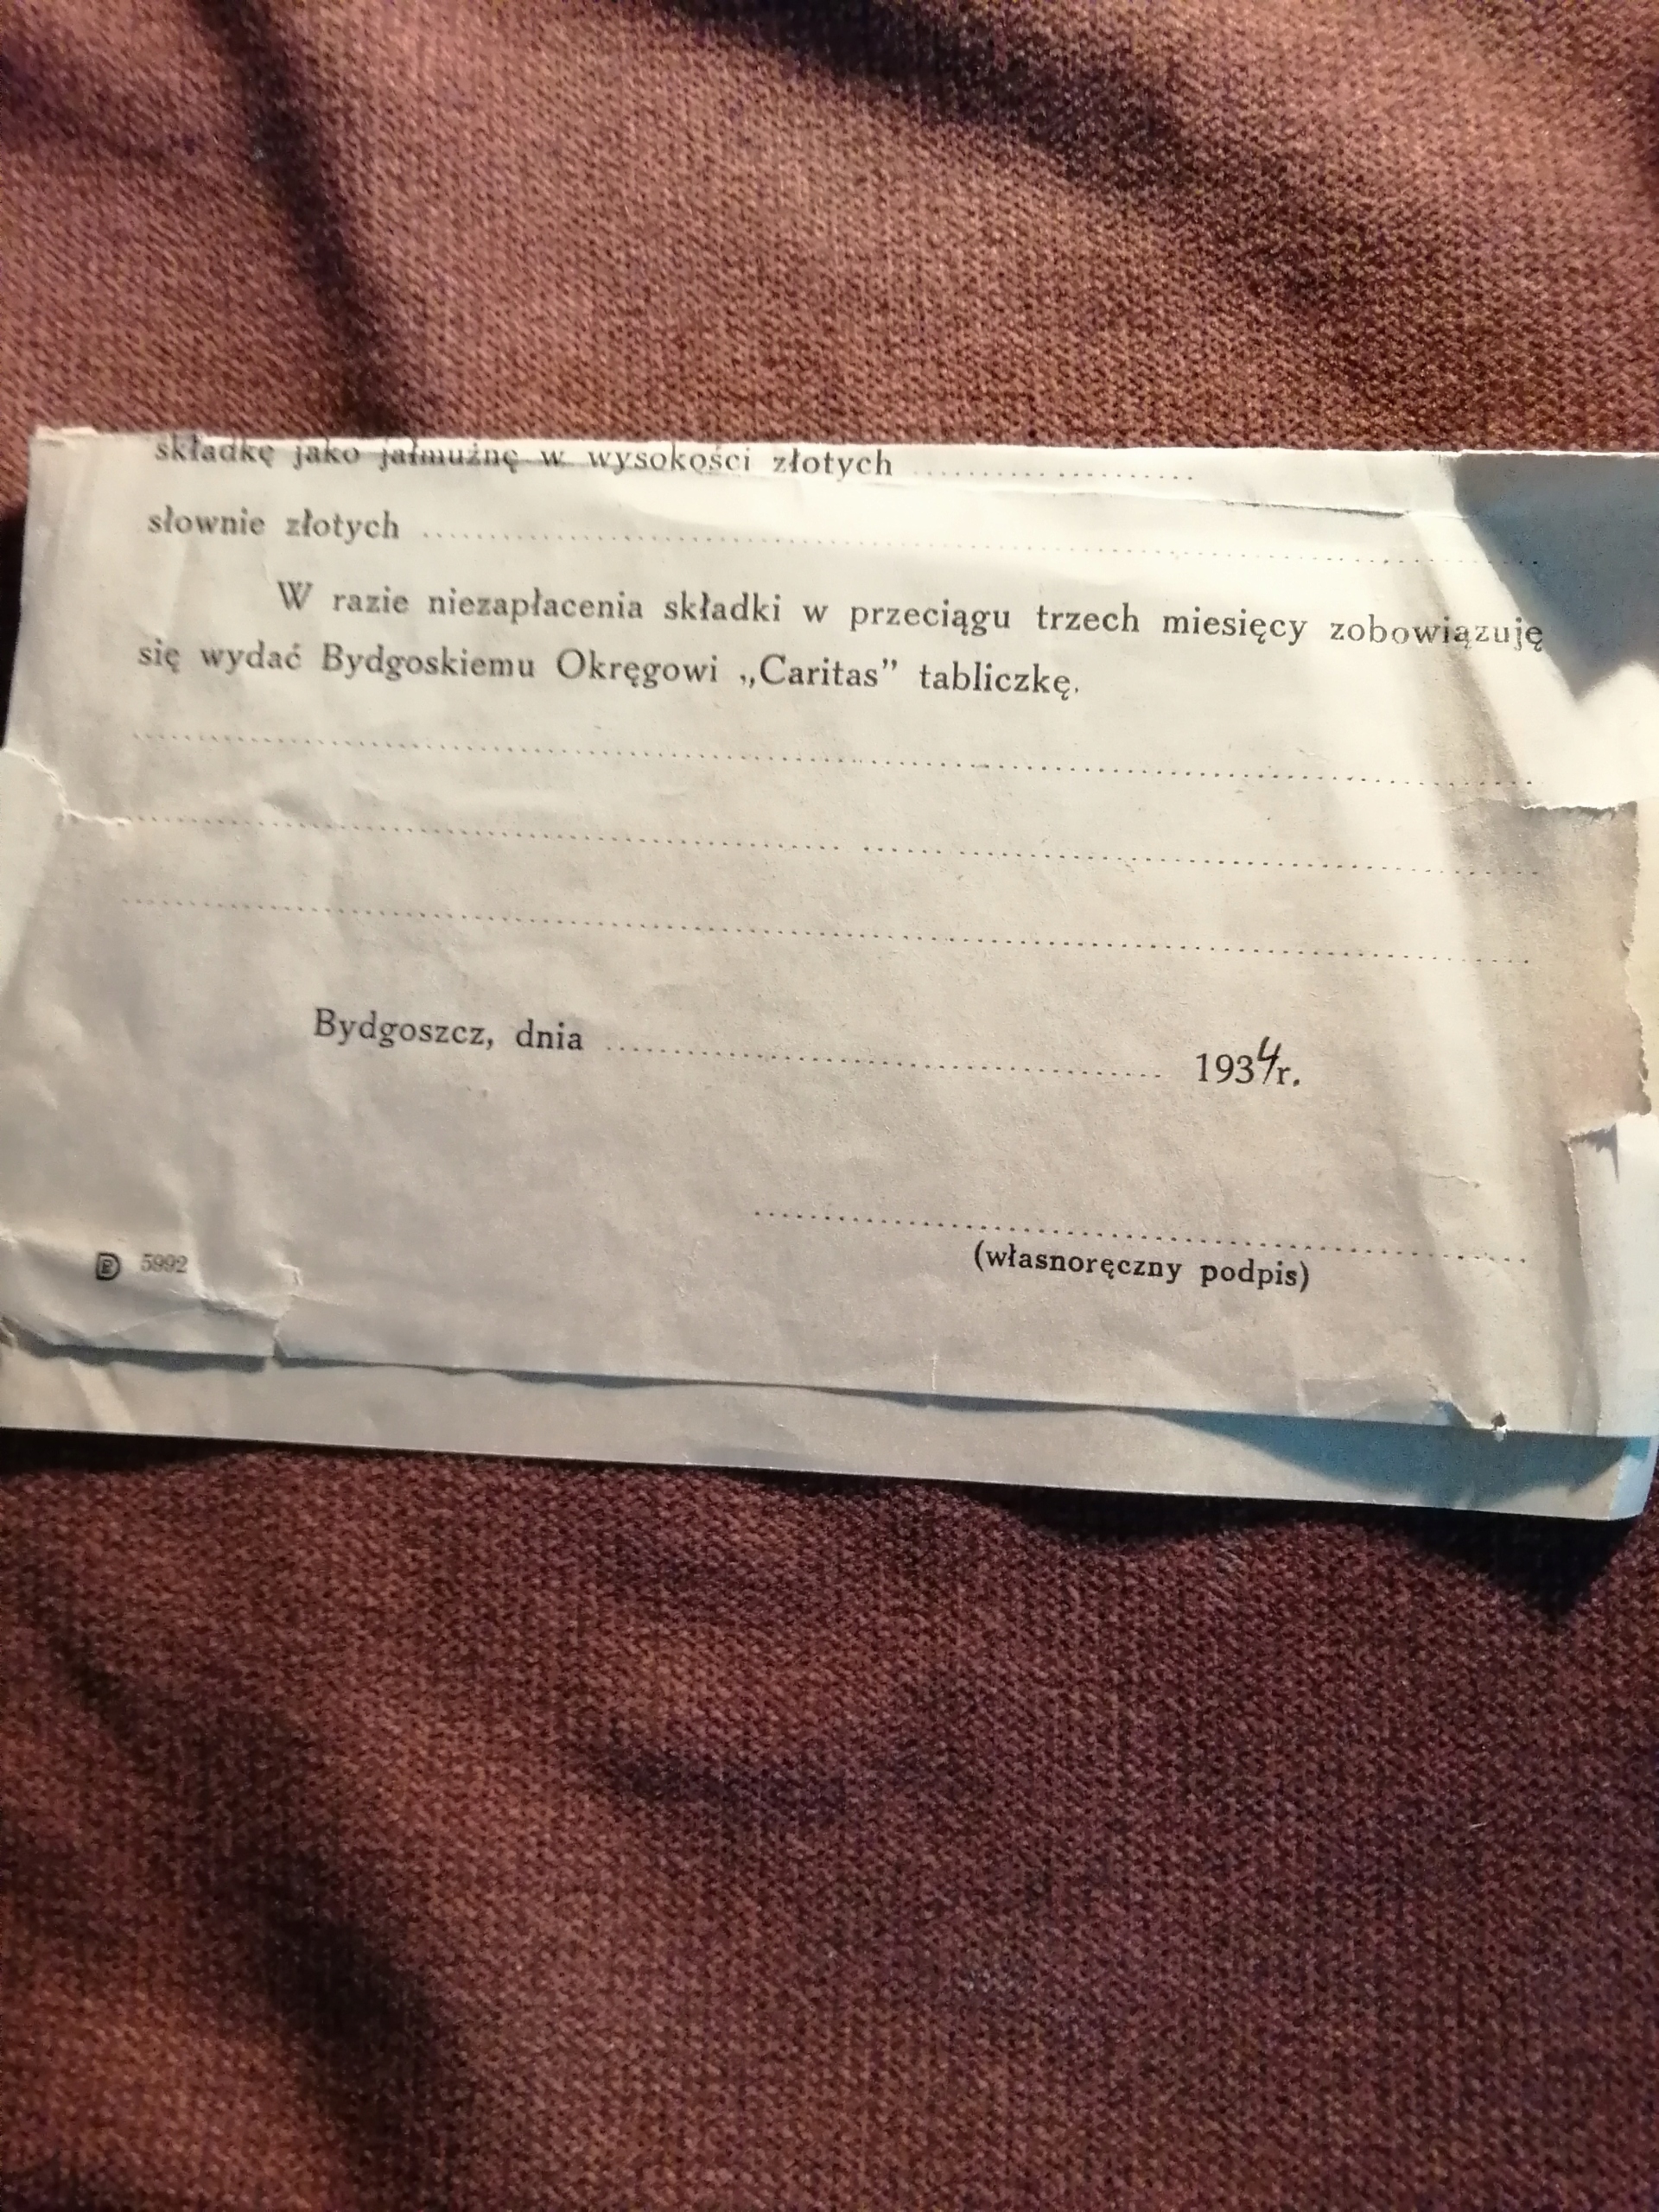 składkę jako jałmużnę w wysokości złotych ..............................
słownie złotych ............................................................
W razie niezapłacenia składki w przeciągu trzech miesięcy zobowiązuję
się wydać Bydgoskiemu Okręgowi „Caritas” tabliczkę.
............................................................
............................................................
............................................................
Bydgoszcz, dnia .............................. 1934 r.
..............................
(własnoręczny podpis)
5992